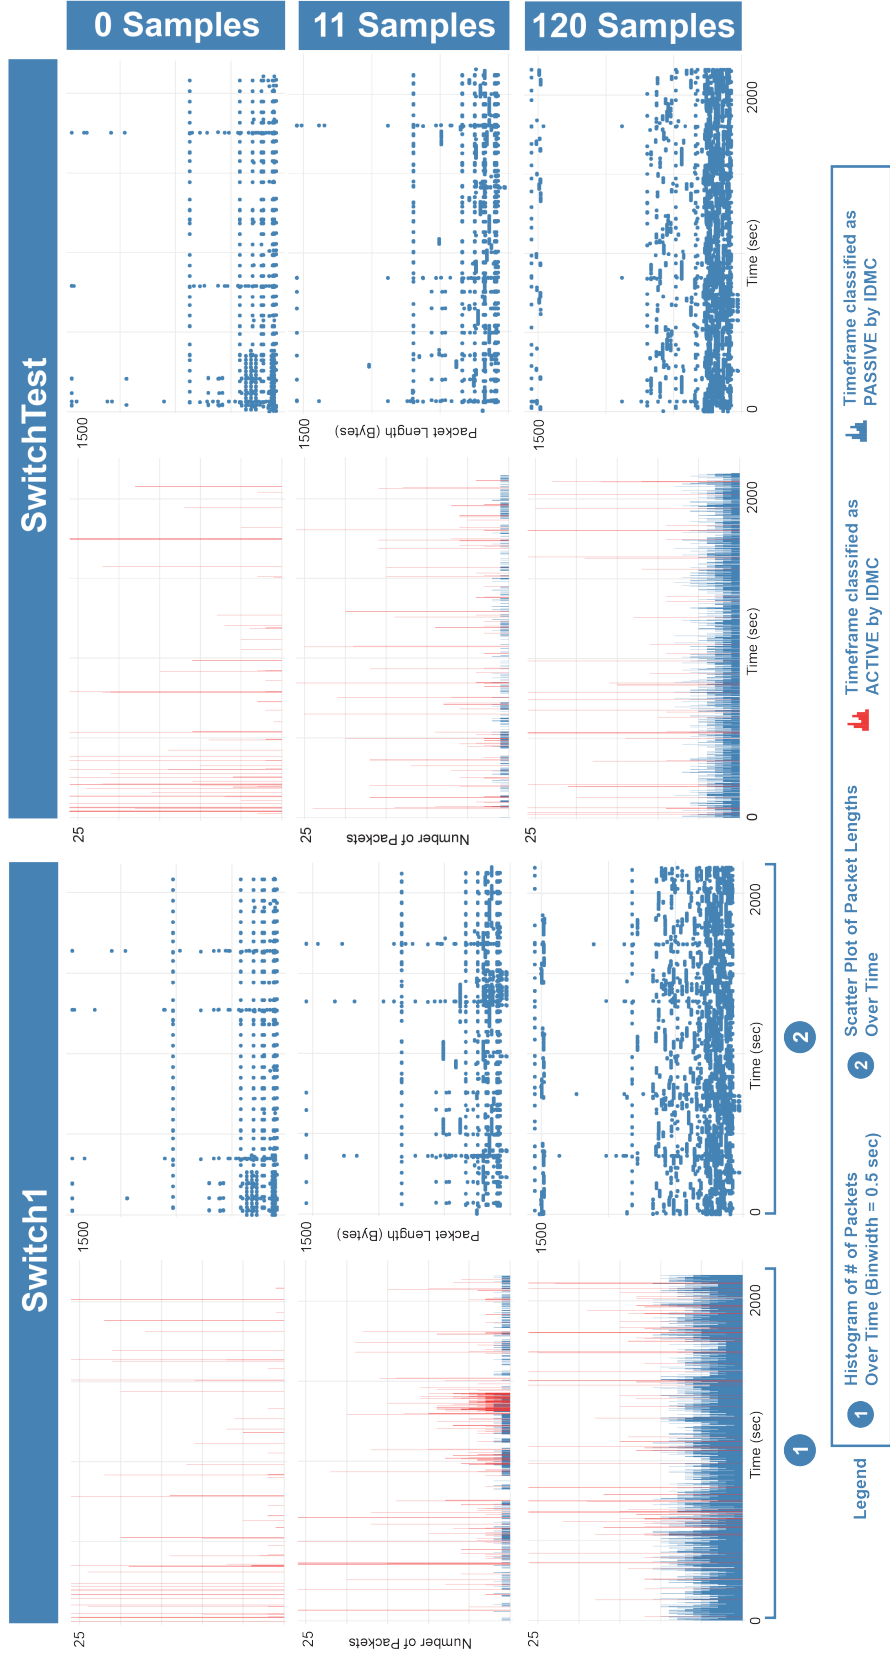 Switch1
SwitchTest
0 Samples
25
1500
25
1500
11 Samples
25
Number of Packets
1500
Packet Length (Bytes)
25
Number of Packets
1500
Packet Length (Bytes)
120 Samples
25
1500
25
1500
0
Time (sec)
2000
0
Time (sec)
2000
0
Time (sec)
2000
0
Time (sec)
2000
1
2
Legend
1
Histogram of # of Packets
Over Time (Binwidth = 0.5 sec)
2
Scatter Plot of Packet Lengths
Over Time
Timeframe classified as
ACTIVE by IDMC
Timeframe classified as
PASSIVE by IDMC